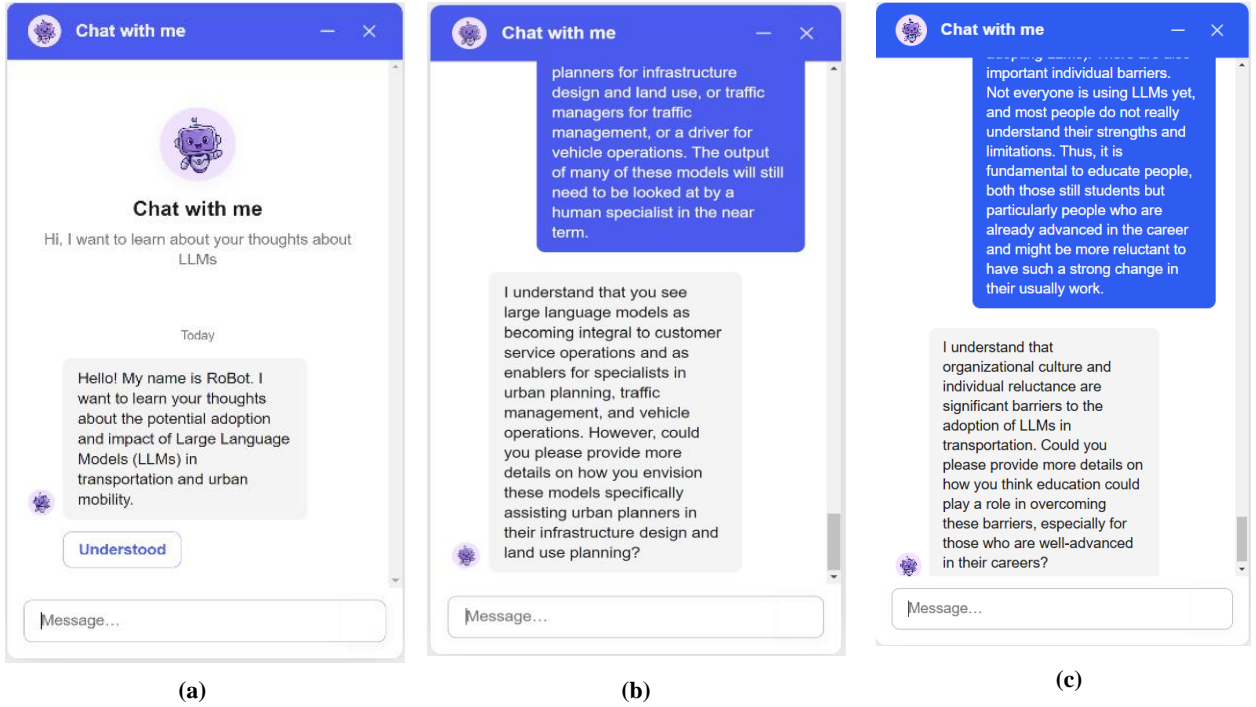 Chat with me
Chat with me
Hi, I want to learn about your thoughts about
LLMs
Today
Hello! My name is RoBot. I
want to learn your thoughts
about the potential adoption
and impact of Large Language
Models (LLMs) in
transportation and urban
mobility.
Understood
Message...
(a)
Chat with me
planners for infrastructure
design and land use, or traffic
managers for traffic
management, or a driver for
vehicle operations. The output
of many of these models will still
need to be looked at by a
human specialist in the near
term.
I understand that you see
large language models as
becoming integral to customer
service operations and as
enablers for specialists in
urban planning, traffic
management, and vehicle
operations. However, could
you please provide more
details on how you envision
these models specifically
assisting urban planners in
their infrastructure design and
land use planning?
Message...
(b)
Chat with me
adopting LLMs). There are also
important individual barriers.
Not everyone is using LLMs yet,
and most people do not really
understand their strengths and
limitations. Thus, it is
fundamental to educate people,
both those still students but
particularly people who are
already advanced in the career
and might be more reluctant to
have such a strong change in
their usually work.
I understand that
organizational culture and
individual reluctance are
significant barriers to the
adoption of LLMs in
transportation. Could you
please provide more details on
how you think education could
play a role in overcoming
these barriers, especially for
those who are well-advanced
in their careers?
Message...
(c)